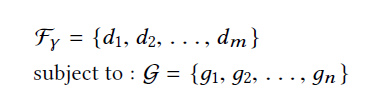 ℱ_γ = {d₁, d₂, . . . , dₘ}
subject to : 𝒢 = {g₁, g₂, . . . , gₙ}